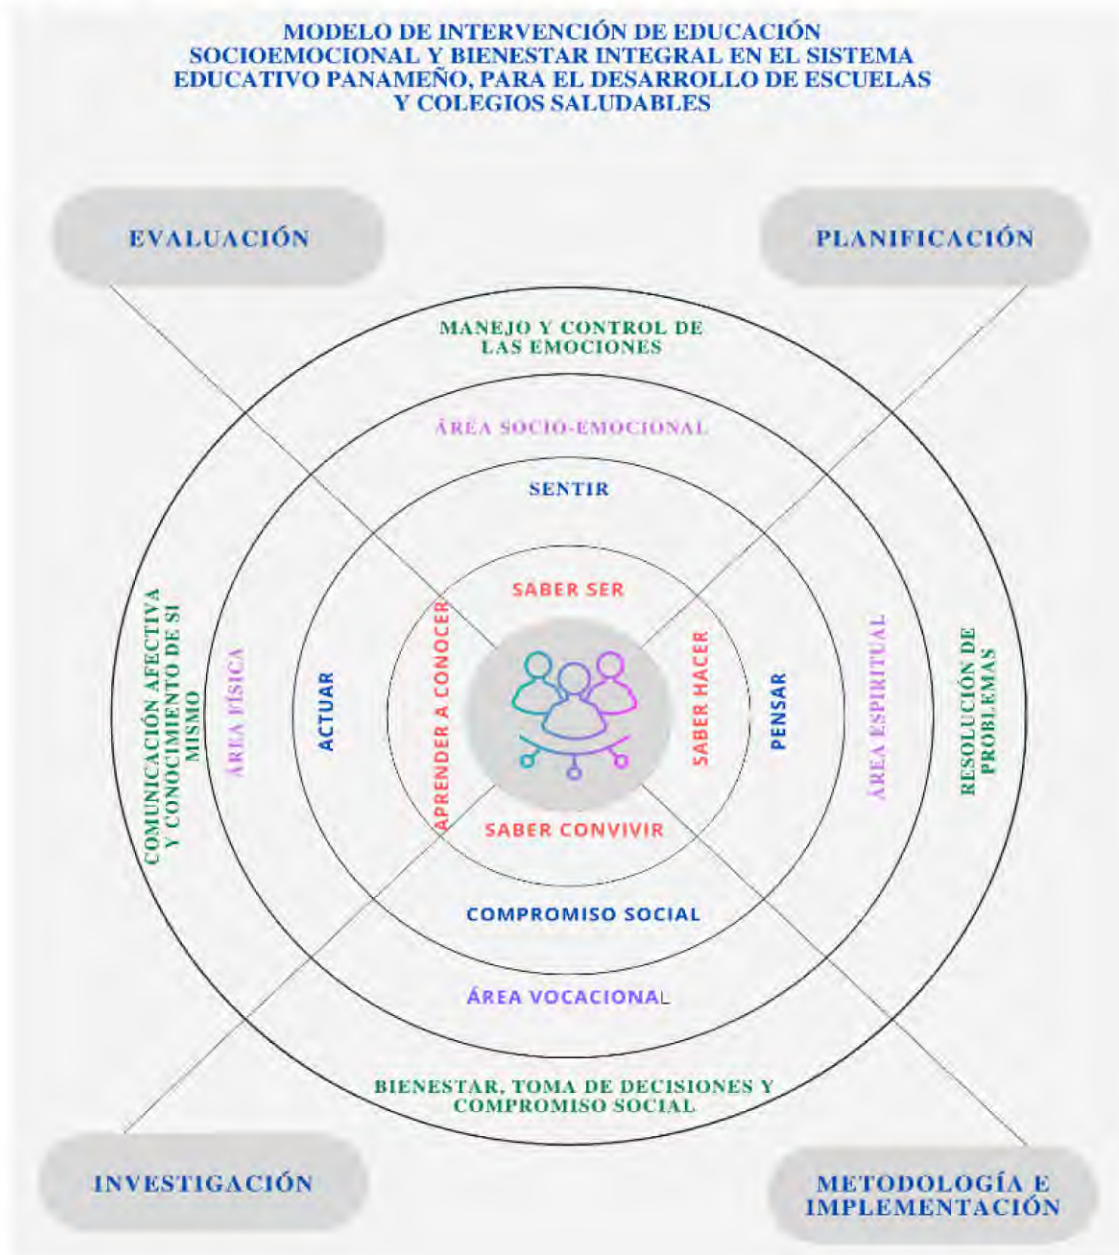 MODELO DE INTERVENCIÓN DE EDUCACIÓN
SOCIOEMOCIONAL Y BIENESTAR INTEGRAL EN EL SISTEMA
EDUCATIVO PANAMEÑO, PARA EL DESARROLLO DE ESCUELAS
Y COLEGIOS SALUDABLES
EVALUACIÓN
PLANIFICACIÓN
MANEJO Y CONTROL DE
LAS EMOCIONES
ÁREA SOCIO-EMOCIONAL
SENTIR
SABER SER
COMUNICACIÓN AFECTIVA
Y CONOCIMIENTO DE SI
MISMO
ÁREA FÍSICA
ACTUAR
APRENDER A CONOCER
SABER HACER
PENSAR
ÁREA ESPIRITUAL
RESOLUCIÓN DE
PROBLEMAS
SABER CONVIVIR
COMPROMISO SOCIAL
ÁREA VOCACIONAL
BIENESTAR, TOMA DE DECISIONES Y
COMPROMISO SOCIAL
INVESTIGACIÓN
METODOLOGÍA E
IMPLEMENTACIÓN